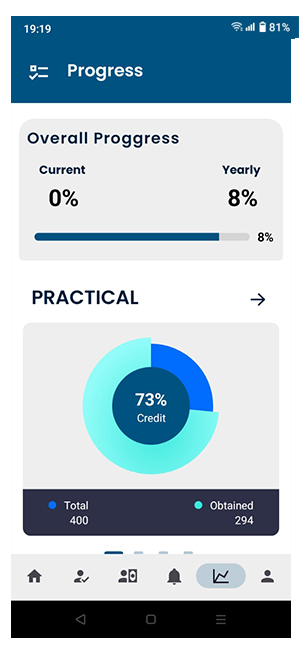 19:19 81%
Progress
Overall Proggress
Current Yearly
0% 8%
8%
PRACTICAL
73%
Credit
Total Obtained
400 294